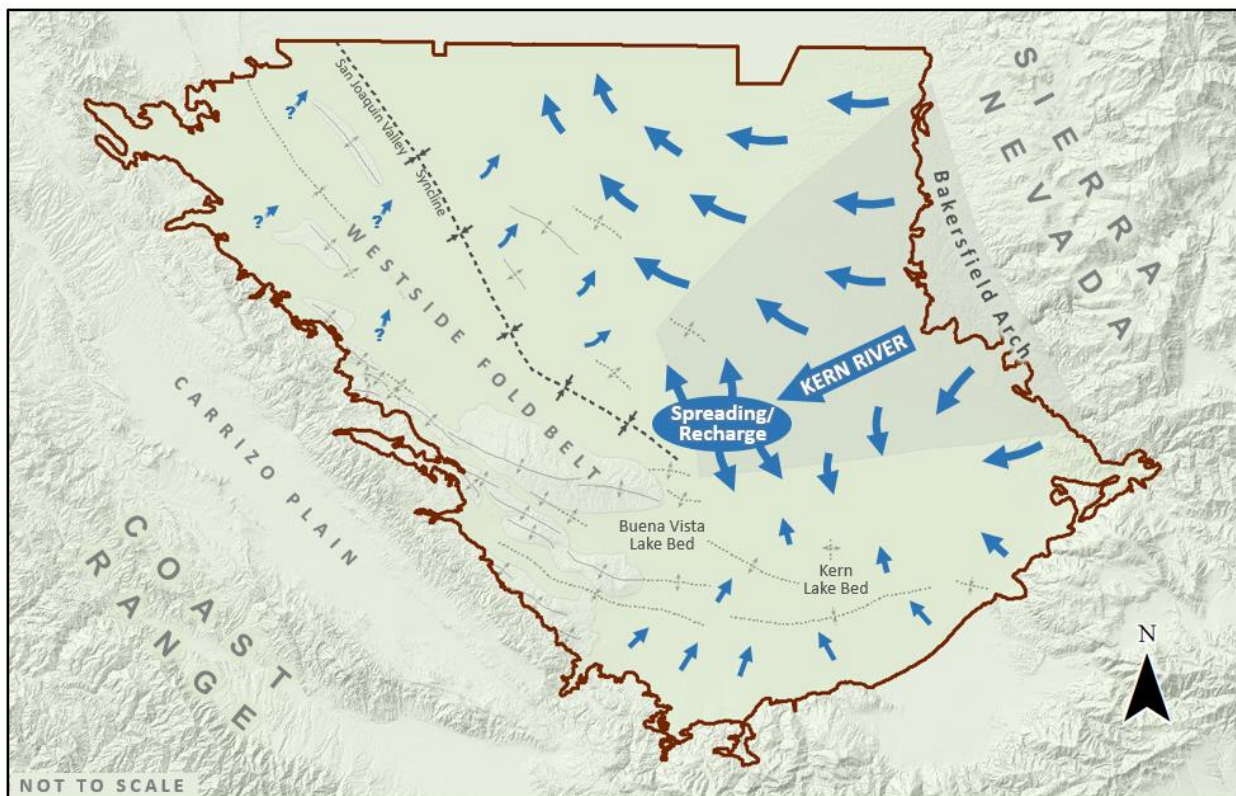 SIERRA
NEVADA
San Joaquin Valley
Syncline
?
?
?
?
WESTSIDE FOLD BELT
Bakersfield Arch
KERN RIVER
Spreading/
Recharge
CARRIZO PLAIN
COAST
RANGE
Buena Vista
Lake Bed
Kern
Lake Bed
N
NOT TO SCALE